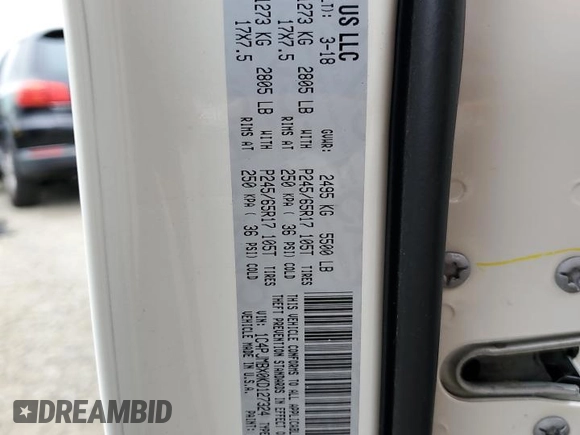 US LLC
3-18
GVWR: 2495 KG 5500 LB
1273 KG 2805 LB WITH P245/65R17 105T TIRES
17X7.5 RIMS AT 250 KPA ( 36 PSI) COLD
1273 KG 2805 LB WITH P245/65R17 105T TIRES
17X7.5 RIMS AT 250 KPA ( 36 PSI) COLD
THIS VEHICLE CONFORMS TO ALL APPLICABLE
THEFT PREVENTION STANDARDS IN EFFECT
VIN: 1C4PJMBX0KD127324 TYPE
MADE IN U.S.A. PAINT:
DREAMBID